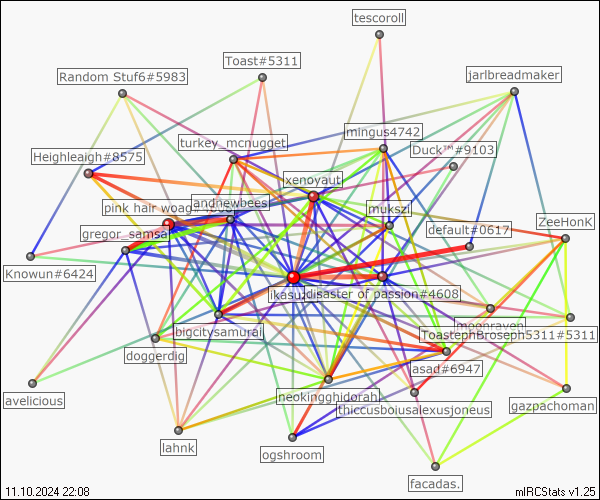 tescoroll
Toast#5311
Random Stuf6#5983
jarlbreadmaker
turkey_mcnugget
mingus4742
Duck™#9103
Heighleaigh#8575
xenoyaut
andnewbees
pink hair woag#
mukszi
gregor_samsa
default#0617
ZeeHonK
Knowun#6424
ikasuz
disaster of passion#4608
moonraven
bigcitysamurai
ToastephBroseph5311#5311
doggerdig
asad#6947
avelicious
neokingghidorah
thiccusboiusalexusjoneus
gazpachoman
lahnk
ogshroom
facadas.
11.10.2024 22:08
mIRCStats v1.25